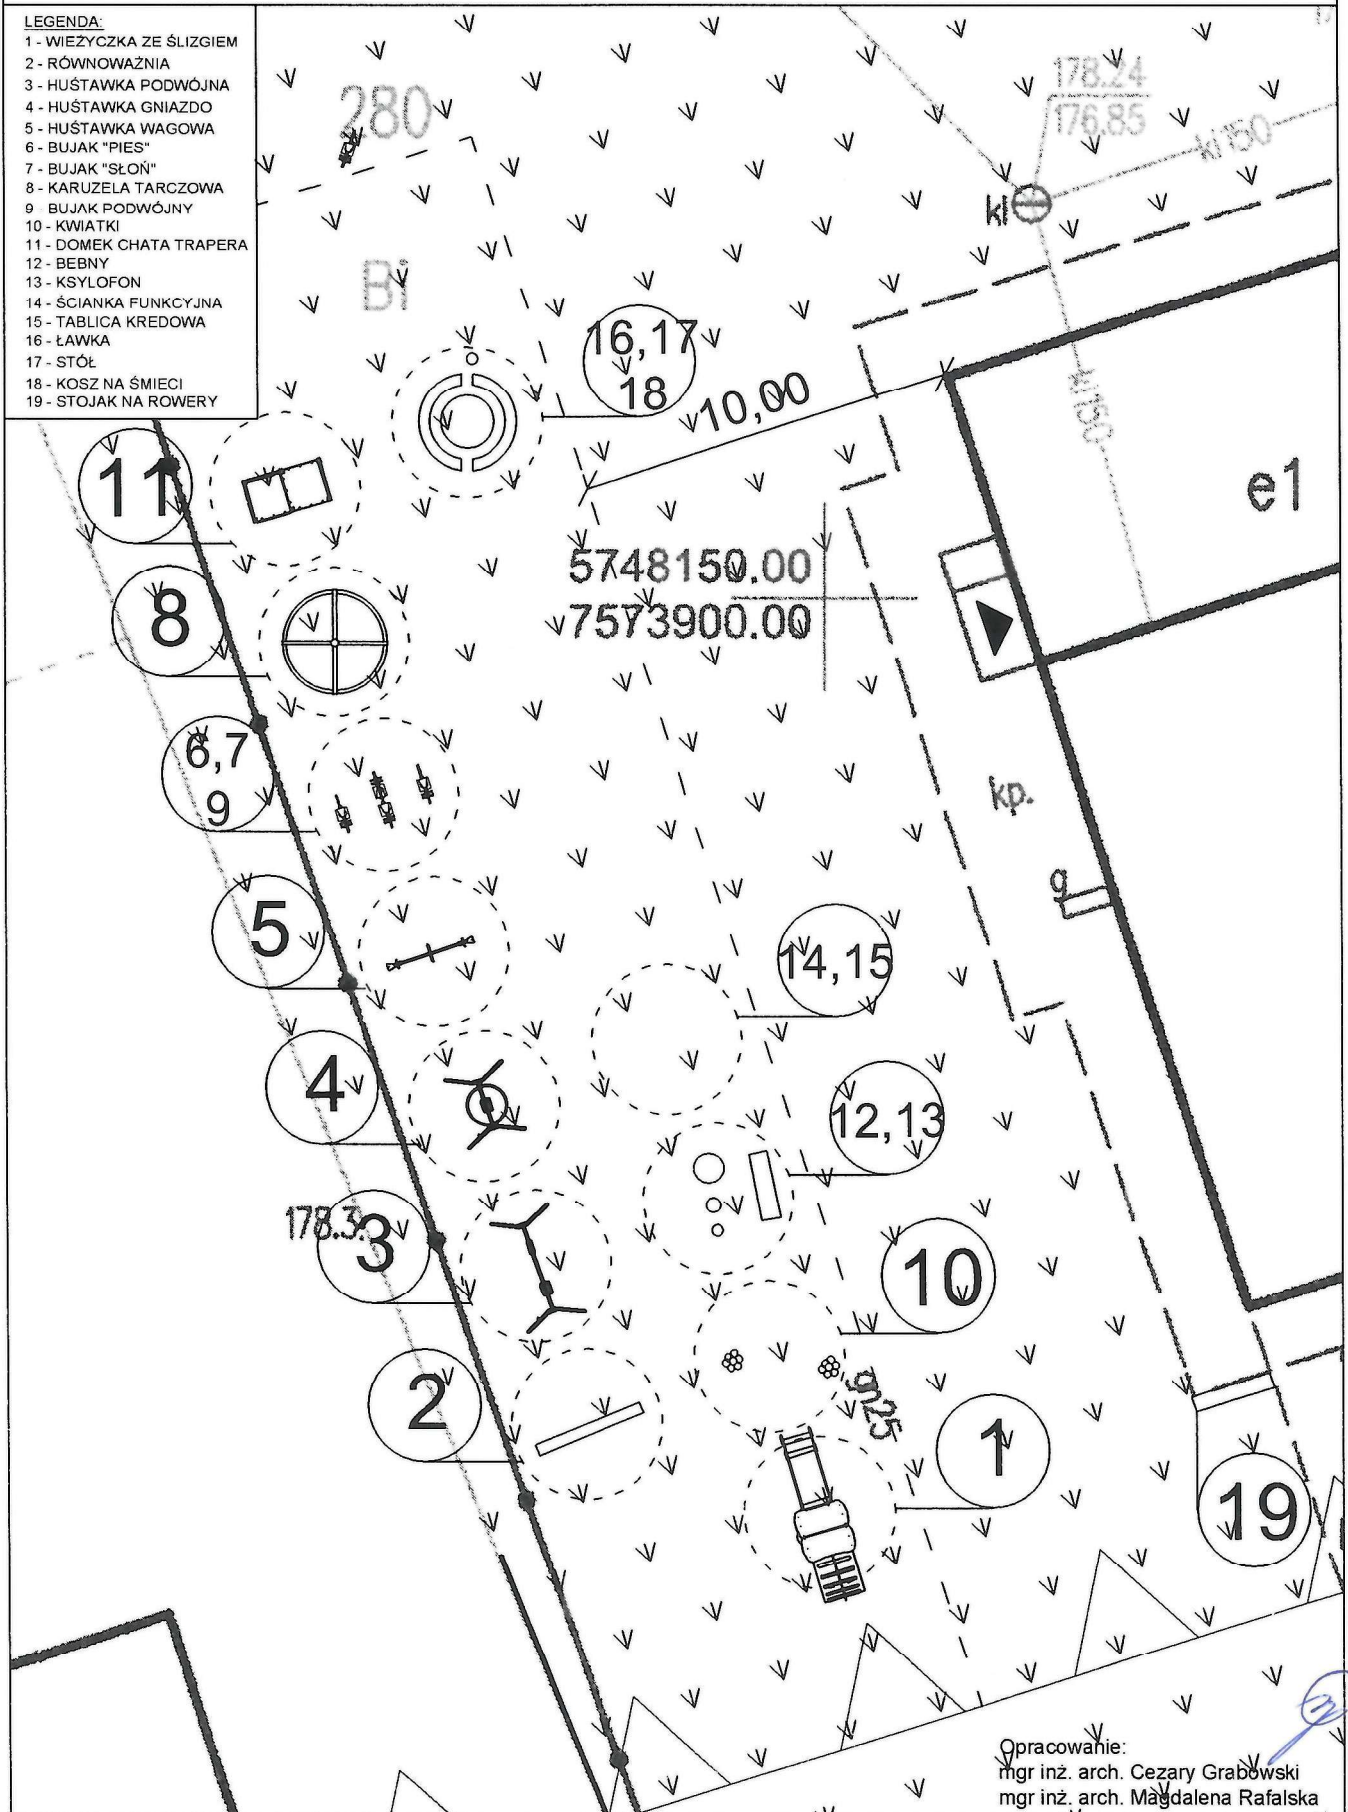 LEGENDA:
1 - WIEŻYCZKA ZE ŚLIZGIEM
2 - RÓWNOWAŻNIA
3 - HUŚTAWKA PODWÓJNA
4 - HUŚTAWKA GNIAZDO
5 - HUŚTAWKA WAGOWA
6 - BUJAK "PIES"
7 - BUJAK "SŁOŃ"
8 - KARUZELA TARCZOWA
9 - BUJAK PODWÓJNY
10 - KWIATKI
11 - DOMEK CHATA TRAPERA
12 - BEBNY
13 - KSYLOFON
14 - ŚCIANKA FUNKCYJNA
15 - TABLICA KREDOWA
16 - ŁAWKA
17 - STÓŁ
18 - KOSZ NA ŚMIECI
19 - STOJAK NA ROWERY
280
178.24
176.85
ki150
ki
Bi
16,17
18
10,00
ki150
11
e1
5748150.00
7573900.00
8
6,7
9
kp.
g
5
14,15
4
12,13
178.3
3
10
2
gn25
1
19
Opracowanie:
mgr inż. arch. Cezary Grabowski
mgr inż. arch. Magdalena Rafalska